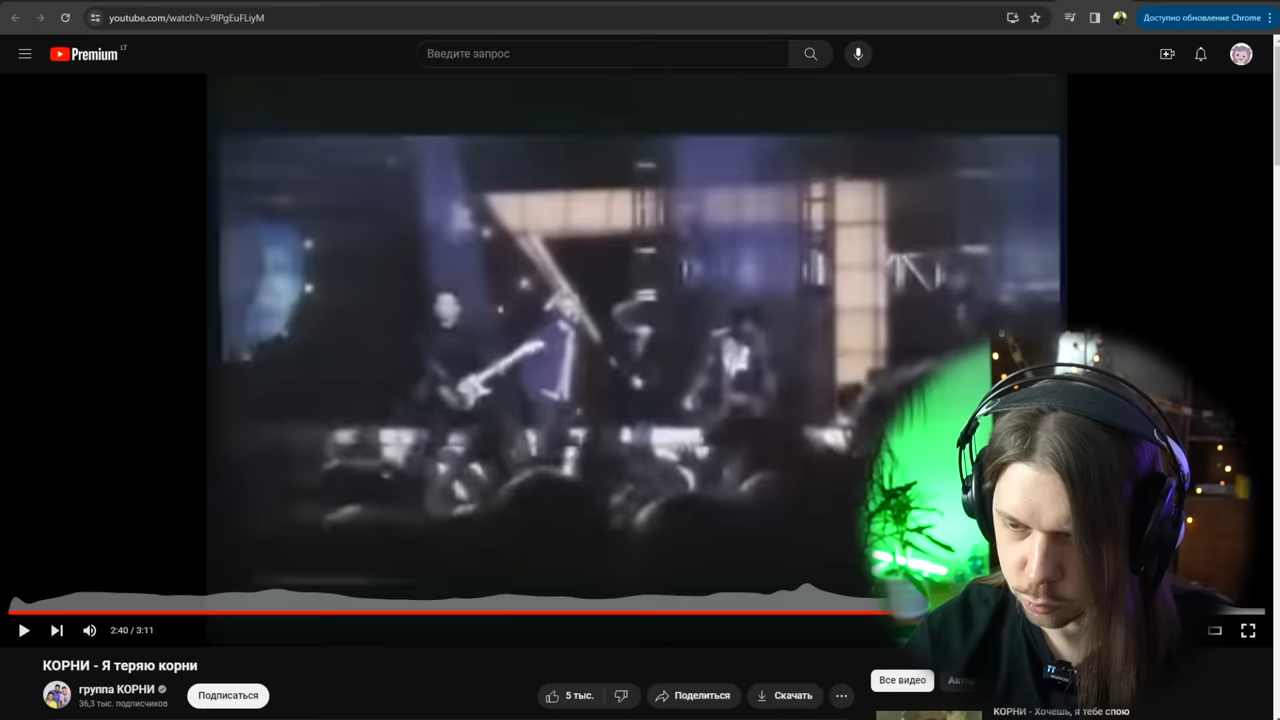 youtube.com/watch?v=9lPgEuFLiyM
Доступно обновление Chrome
Premium LT
Введите запрос
2:40 / 3:11
КОРНИ - Я теряю корни
группа КОРНИ
36,3 тыс. подписчиков
Подписаться
5 тыс.
Поделиться
Скачать
Все видео
КОРНИ - Хочешь, я тебе спою